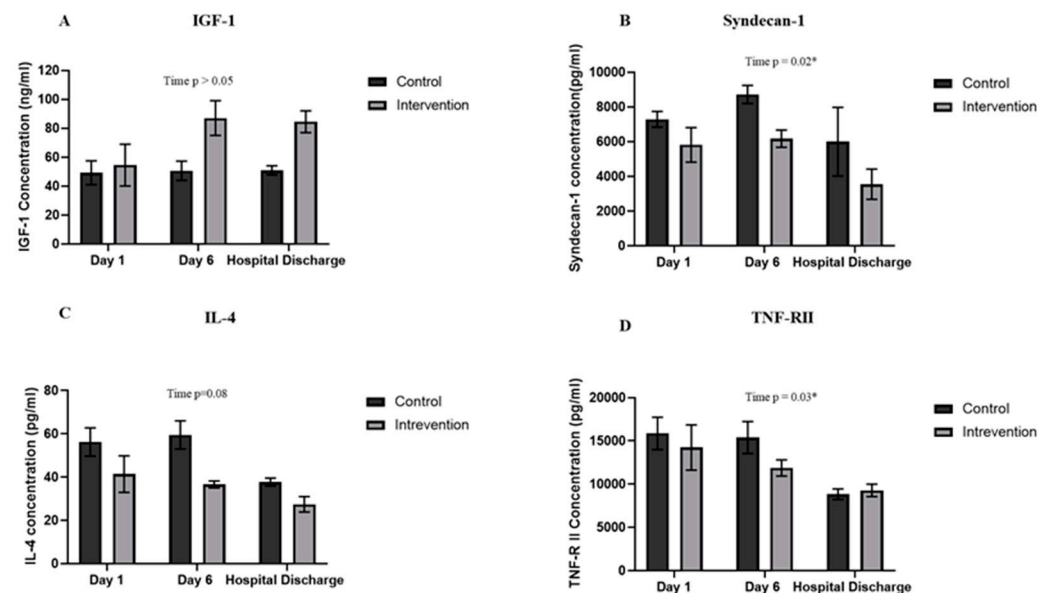 A
IGF-1
Time p > 0.05
IGF-1 Concentration (ng/ml)
120
100
80
60
40
20
0
Day 1
Day 6
Hospital Discharge
Control
Intervention
B
Syndecan-1
Time p = 0.02*
Syndecan-1 concentration(pg/ml)
10000
8000
6000
4000
2000
0
Day 1
Day 6
Hospital Discharge
Control
Intervention
C
IL-4
Time p=0.08
IL-4 concentration (pg/ml)
80
60
40
20
0
Day 1
Day 6
Hospital Discharge
Control
Intrevention
D
TNF-RII
Time p = 0.03*
TNF-R II Concentration (pg/ml)
20000
15000
10000
5000
0
Day 1
Day 6
Hospital Discharge
Control
Intrevention